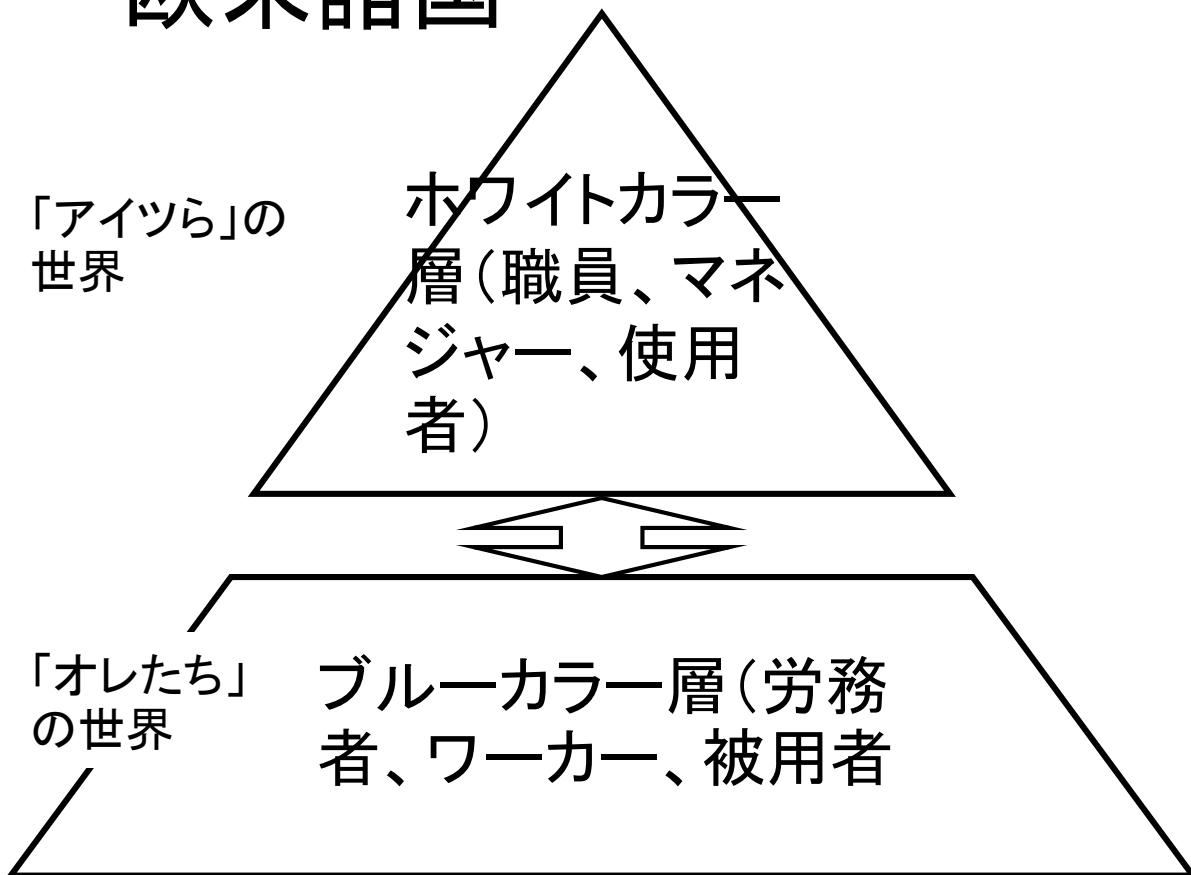 欧米諸国
「アイツら」の
世界
ホワイトカラー
層(職員、マネ
ジャー、使用
者)
「オレたち」
の世界
ブルーカラー層(労務
者、ワーカー、被用者